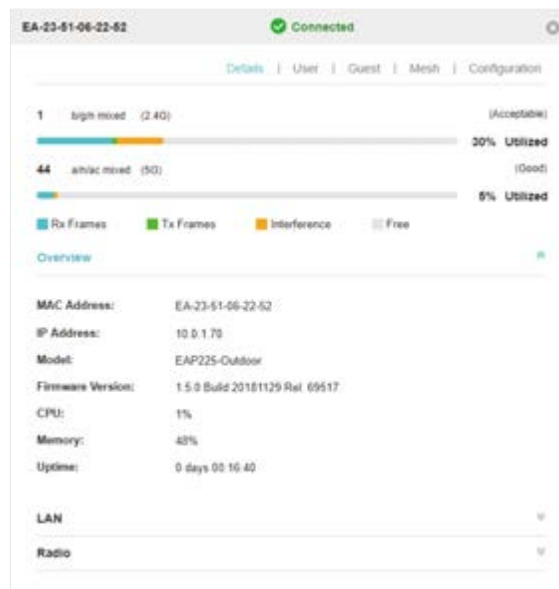 EA-23-51-06-22-52 Connected
Details | User | Guest | Mesh | Configuration
1 b/g/n mixed (2.4G) (Acceptable)
30% Utilized
44 a/n/ac mixed (5G) (Good)
5% Utilized
Rx Frames Tx Frames Interference Free
Overview
MAC Address: EA-23-51-06-22-52
IP Address: 10.0.1.70
Model: EAP225-Outdoor
Firmware Version: 1.5.0 Build 20181129 Rel. 69517
CPU: 1%
Memory: 48%
Uptime: 0 days 00:16:40
LAN
Radio